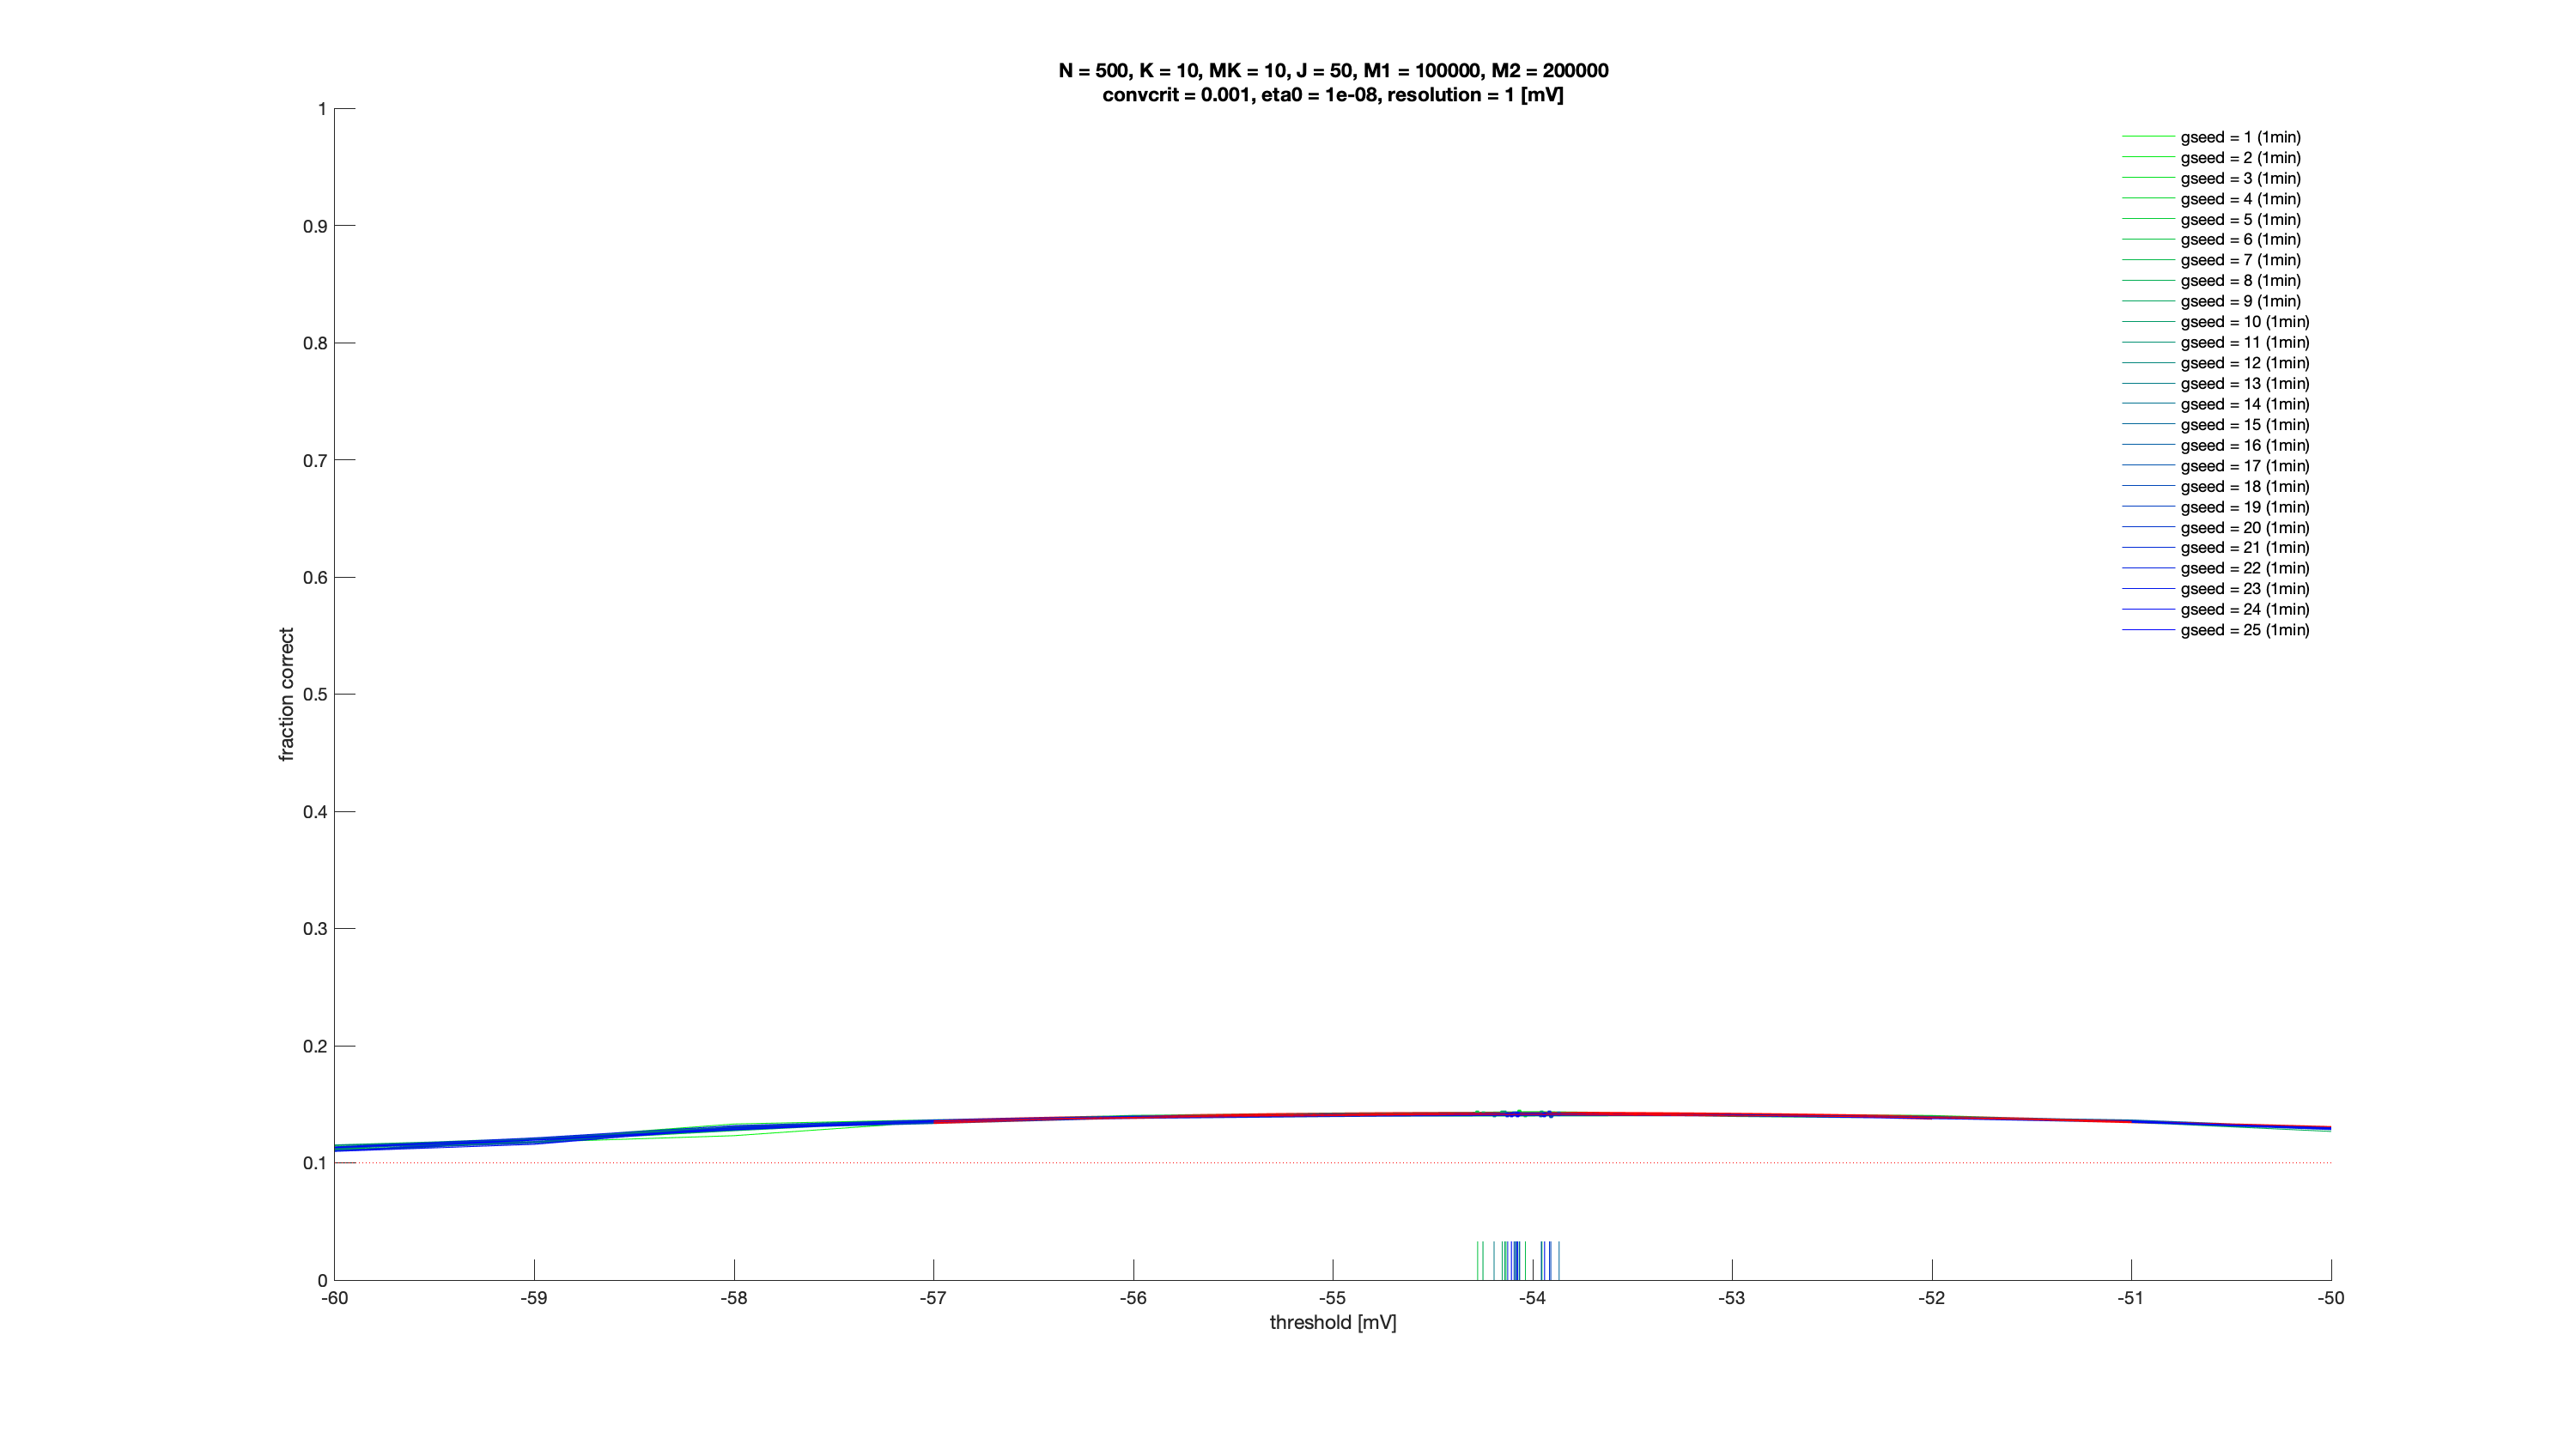 N = 500, K = 10, MK = 10, J = 50, M1 = 100000, M2 = 200000
convcrit = 0.001, eta0 = 1e-08, resolution = 1 [mV]
1
0.9
0.8
0.7
0.6
0.5
0.4
0.3
0.2
0.1
0
fraction correct
gseed = 1 (1min)
gseed = 2 (1min)
gseed = 3 (1min)
gseed = 4 (1min)
gseed = 5 (1min)
gseed = 6 (1min)
gseed = 7 (1min)
gseed = 8 (1min)
gseed = 9 (1min)
gseed = 10 (1min)
gseed = 11 (1min)
gseed = 12 (1min)
gseed = 13 (1min)
gseed = 14 (1min)
gseed = 15 (1min)
gseed = 16 (1min)
gseed = 17 (1min)
gseed = 18 (1min)
gseed = 19 (1min)
gseed = 20 (1min)
gseed = 21 (1min)
gseed = 22 (1min)
gseed = 23 (1min)
gseed = 24 (1min)
gseed = 25 (1min)
-60 -59 -58 -57 -56 -55 -54 -53 -52 -51 -50
threshold [mV]